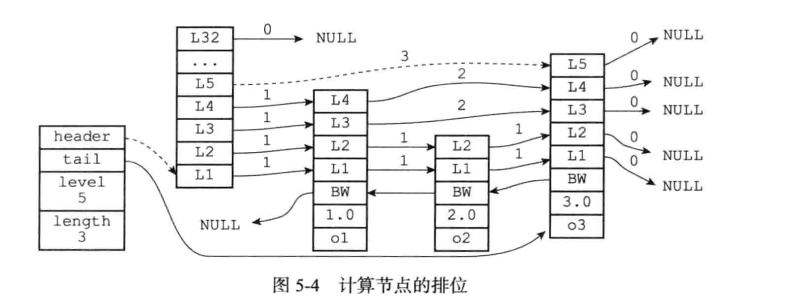 L32
0
NULL
...
L5
L4
L3
L2
L1
3
1
1
1
1
header
tail
level
5
length
3
L4
L3
L2
L1
BW
1.0
o1
NULL
2
2
1
1
L2
L1
BW
2.0
o2
1
1
L5
L4
L3
L2
L1
BW
3.0
o3
0
NULL
0
NULL
0
NULL
0
NULL
0
NULL
图 5-4 计算节点的排位